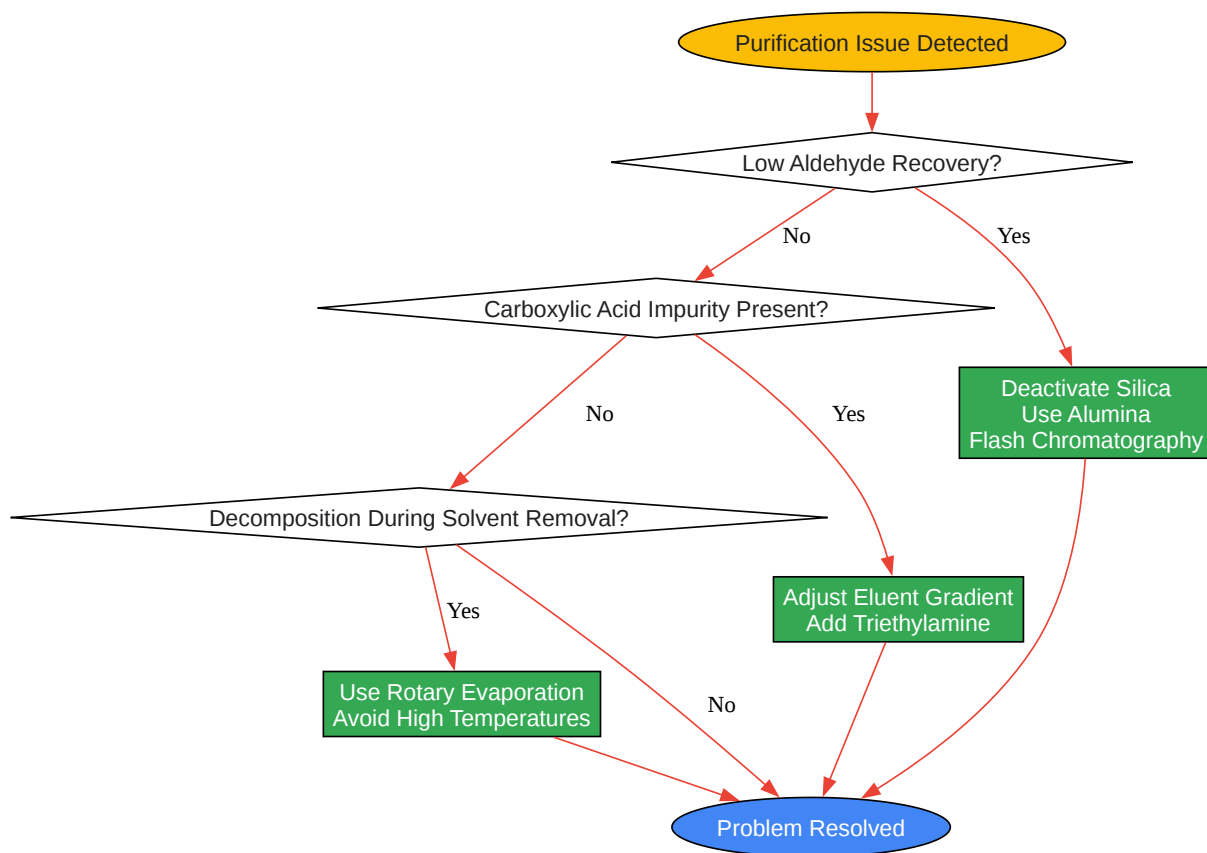 Purification Issue Detected
Low Aldehyde Recovery?
No
Yes
Carboxylic Acid Impurity Present?
Deactivate Silica
Use Alumina
Flash Chromatography
No
Yes
Decomposition During Solvent Removal?
Adjust Eluent Gradient
Add Triethylamine
Yes
Use Rotary Evaporation
Avoid High Temperatures
No
Problem Resolved